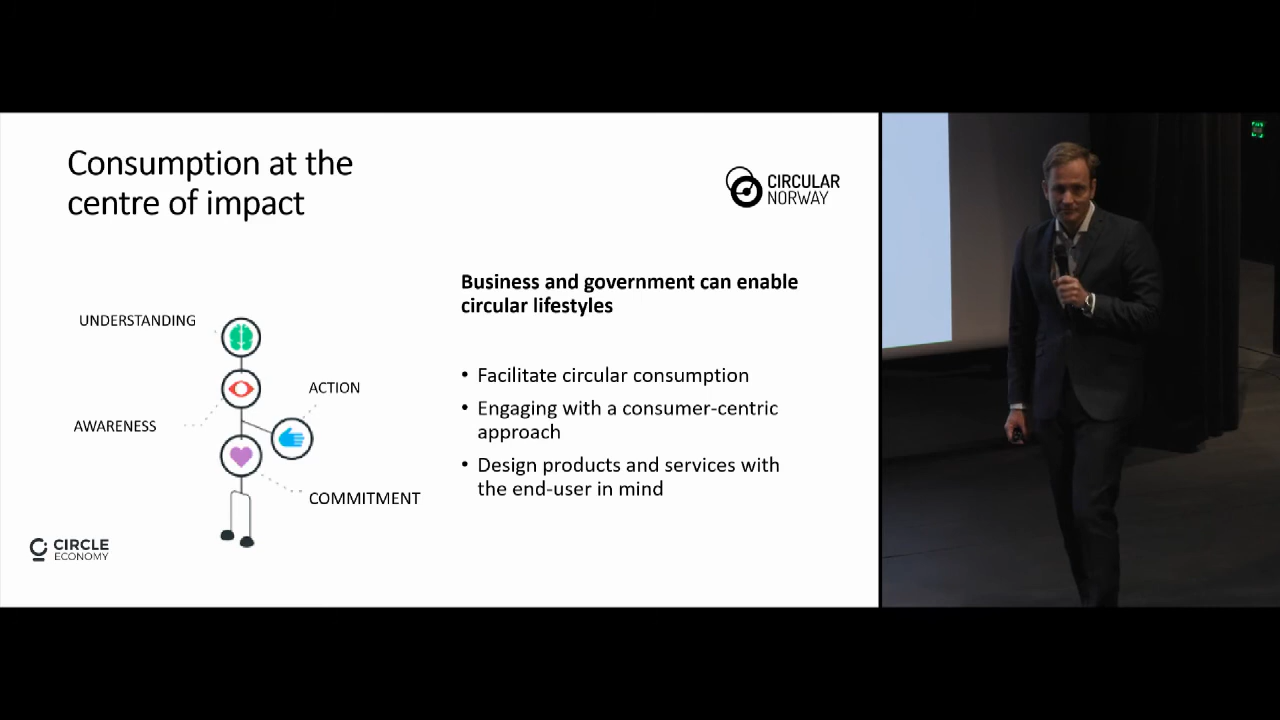 Consumption at the
centre of impact
CIRCULAR
NORWAY
Business and government can enable
circular lifestyles
UNDERSTANDING
ACTION
AWARENESS
COMMITMENT
• Facilitate circular consumption
• Engaging with a consumer-centric
approach
• Design products and services with
the end-user in mind
CIRCLE
ECONOMY